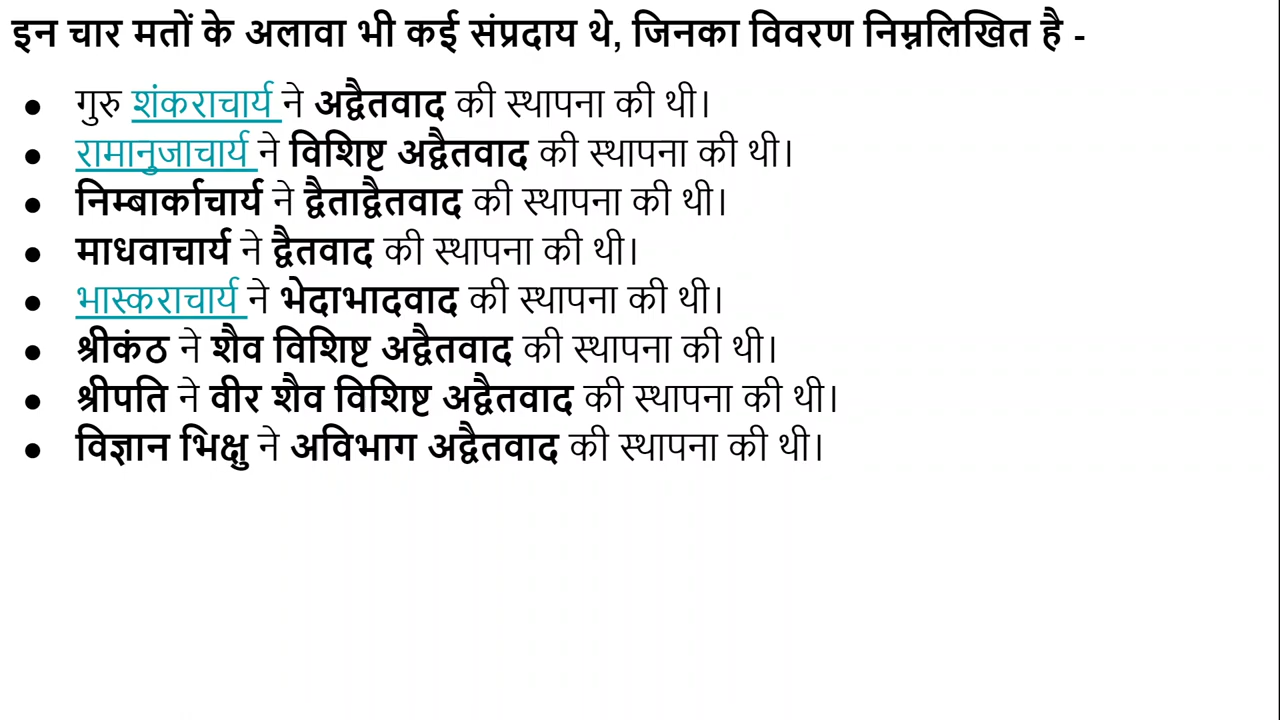 इन चार मतों के अलावा भी कई संप्रदाय थे, जिनका विवरण निम्नलिखित है -
● गुरु शंकराचार्य ने अद्वैतवाद की स्थापना की थी।
● रामानुजाचार्य ने विशिष्ट अद्वैतवाद की स्थापना की थी।
● निम्बार्काचार्य ने द्वैताद्वैतवाद की स्थापना की थी।
● माधवाचार्य ने द्वैतवाद की स्थापना की थी।
● भास्कराचार्य ने भेदाभादवाद की स्थापना की थी।
● श्रीकंठ ने शैव विशिष्ट अद्वैतवाद की स्थापना की थी।
● श्रीपति ने वीर शैव विशिष्ट अद्वैतवाद की स्थापना की थी।
● विज्ञान भिक्षु ने अविभाग अद्वैतवाद की स्थापना की थी।